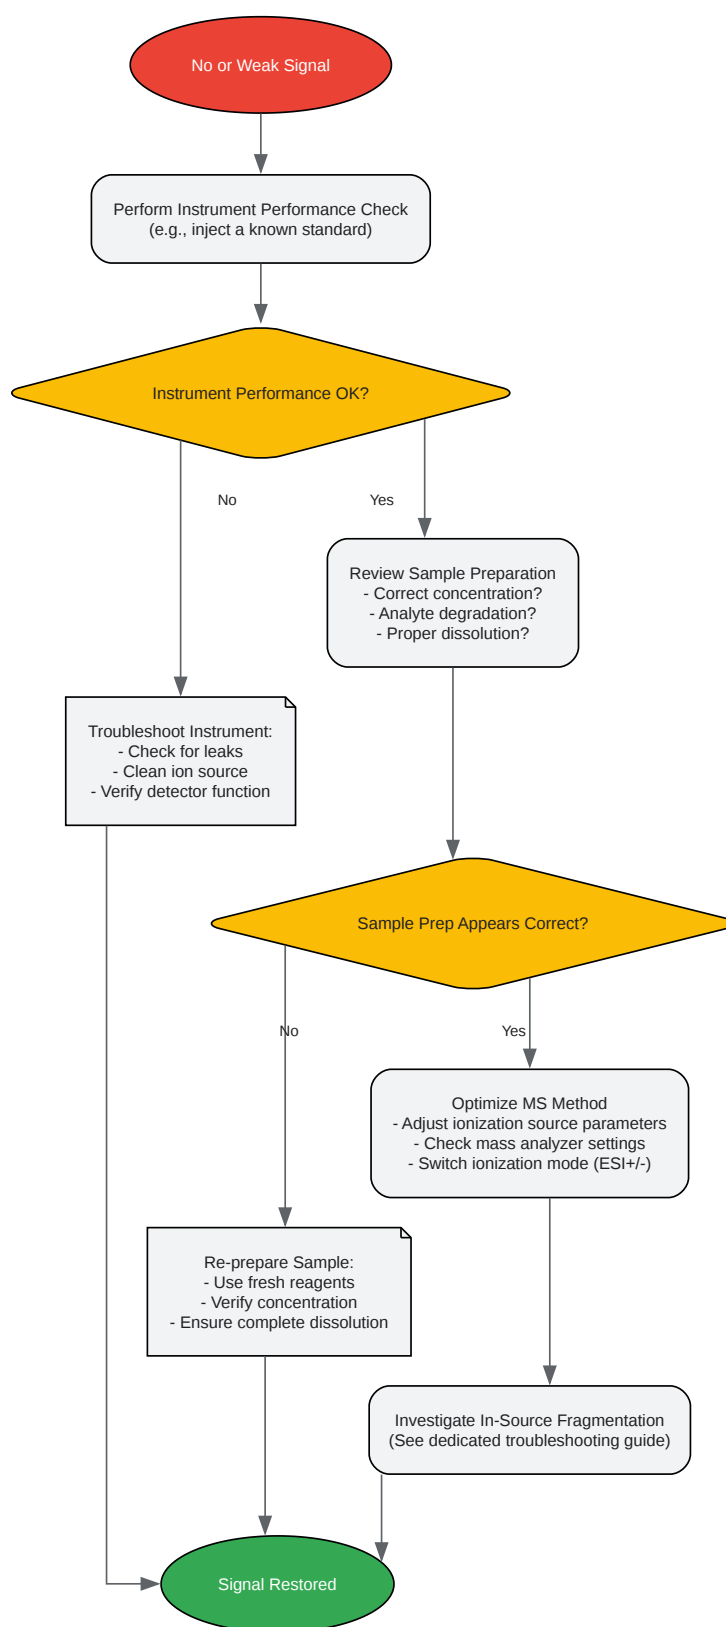 No or Weak Signal
Perform Instrument Performance Check
(e.g., inject a known standard)
Instrument Performance OK?
No
Yes
Review Sample Preparation
- Correct concentration?
- Analyte degradation?
- Proper dissolution?
Troubleshoot Instrument:
- Check for leaks
- Clean ion source
- Verify detector function
Sample Prep Appears Correct?
No
Yes
Optimize MS Method
- Adjust ionization source parameters
- Check mass analyzer settings
- Switch ionization mode (ESI+/-)
Re-prepare Sample:
- Use fresh reagents
- Verify concentration
- Ensure complete dissolution
Investigate In-Source Fragmentation
(See dedicated troubleshooting guide)
Signal Restored